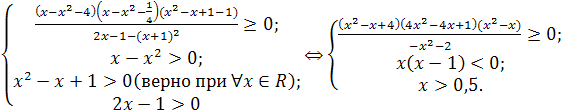 { (x−x²−4)(x−x²−1/4)(x²−x+1−1) / 2x−1−(x+1)² ≥ 0;
x − x² > 0;
x² − x + 1 > 0(верно при ∀x ∈ R);
2x − 1 > 0
⇔ { (x²−x+4)(4x²−4x+1)(x²−x) / −x²−2 ≥ 0;
x(x − 1) < 0;
x > 0,5.